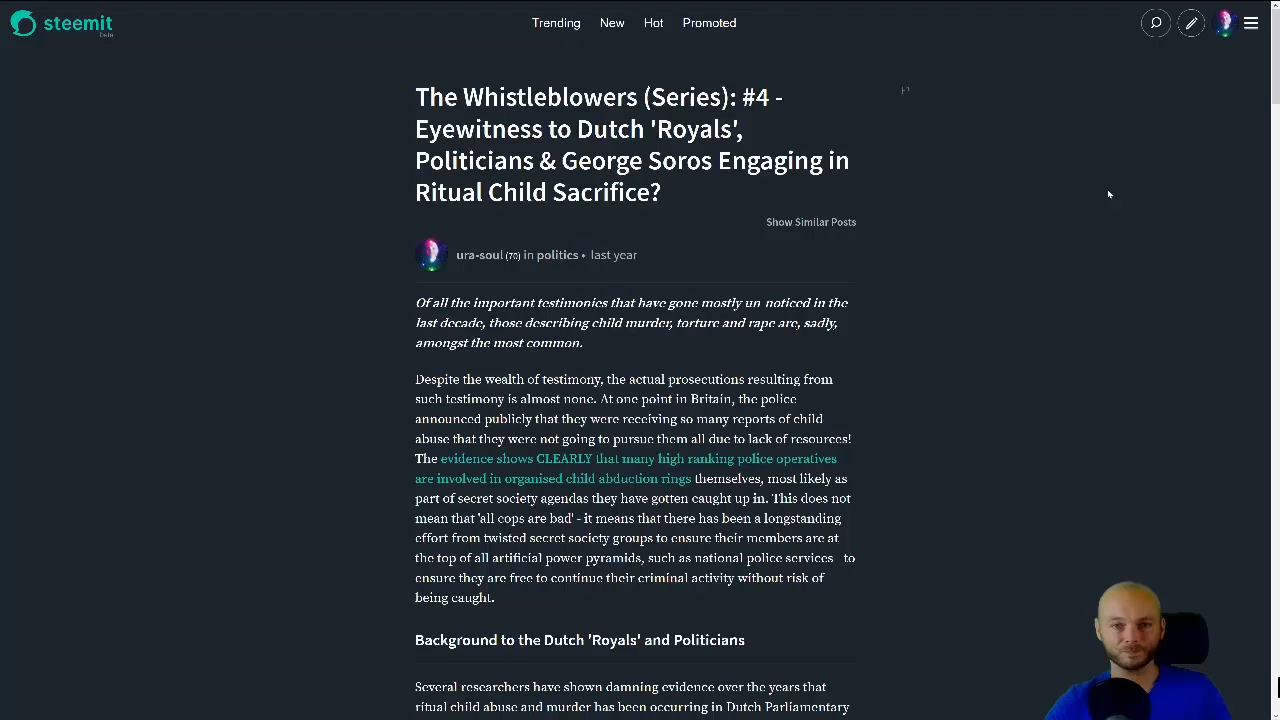 steemit
Beta
Trending New Hot Promoted
The Whistleblowers (Series): #4 -
Eyewitness to Dutch 'Royals',
Politicians & George Soros Engaging in
Ritual Child Sacrifice?
Show Similar Posts
ura-soul (70) in politics • last year
Of all the important testimonies that have gone mostly un-noticed in the
last decade, those describing child murder, torture and rape are, sadly,
amongst the most common.
Despite the wealth of testimony, the actual prosecutions resulting from
such testimony is almost none. At one point in Britain, the police
announced publicly that they were receiving so many reports of child
abuse that they were not going to pursue them all due to lack of resources!
The evidence shows CLEARLY that many high ranking police operatives
are involved in organised child abduction rings themselves, most likely as
part of secret society agendas they have gotten caught up in. This does not
mean that 'all cops are bad' - it means that there has been a longstanding
effort from twisted secret society groups to ensure their members are at
the top of all artificial power pyramids, such as national police services to
ensure they are free to continue their criminal activity without risk of
being caught.
Background to the Dutch 'Royals' and Politicians
Several researchers have shown damning evidence over the years that
ritual child abuse and murder has been occurring in Dutch Parliamentary